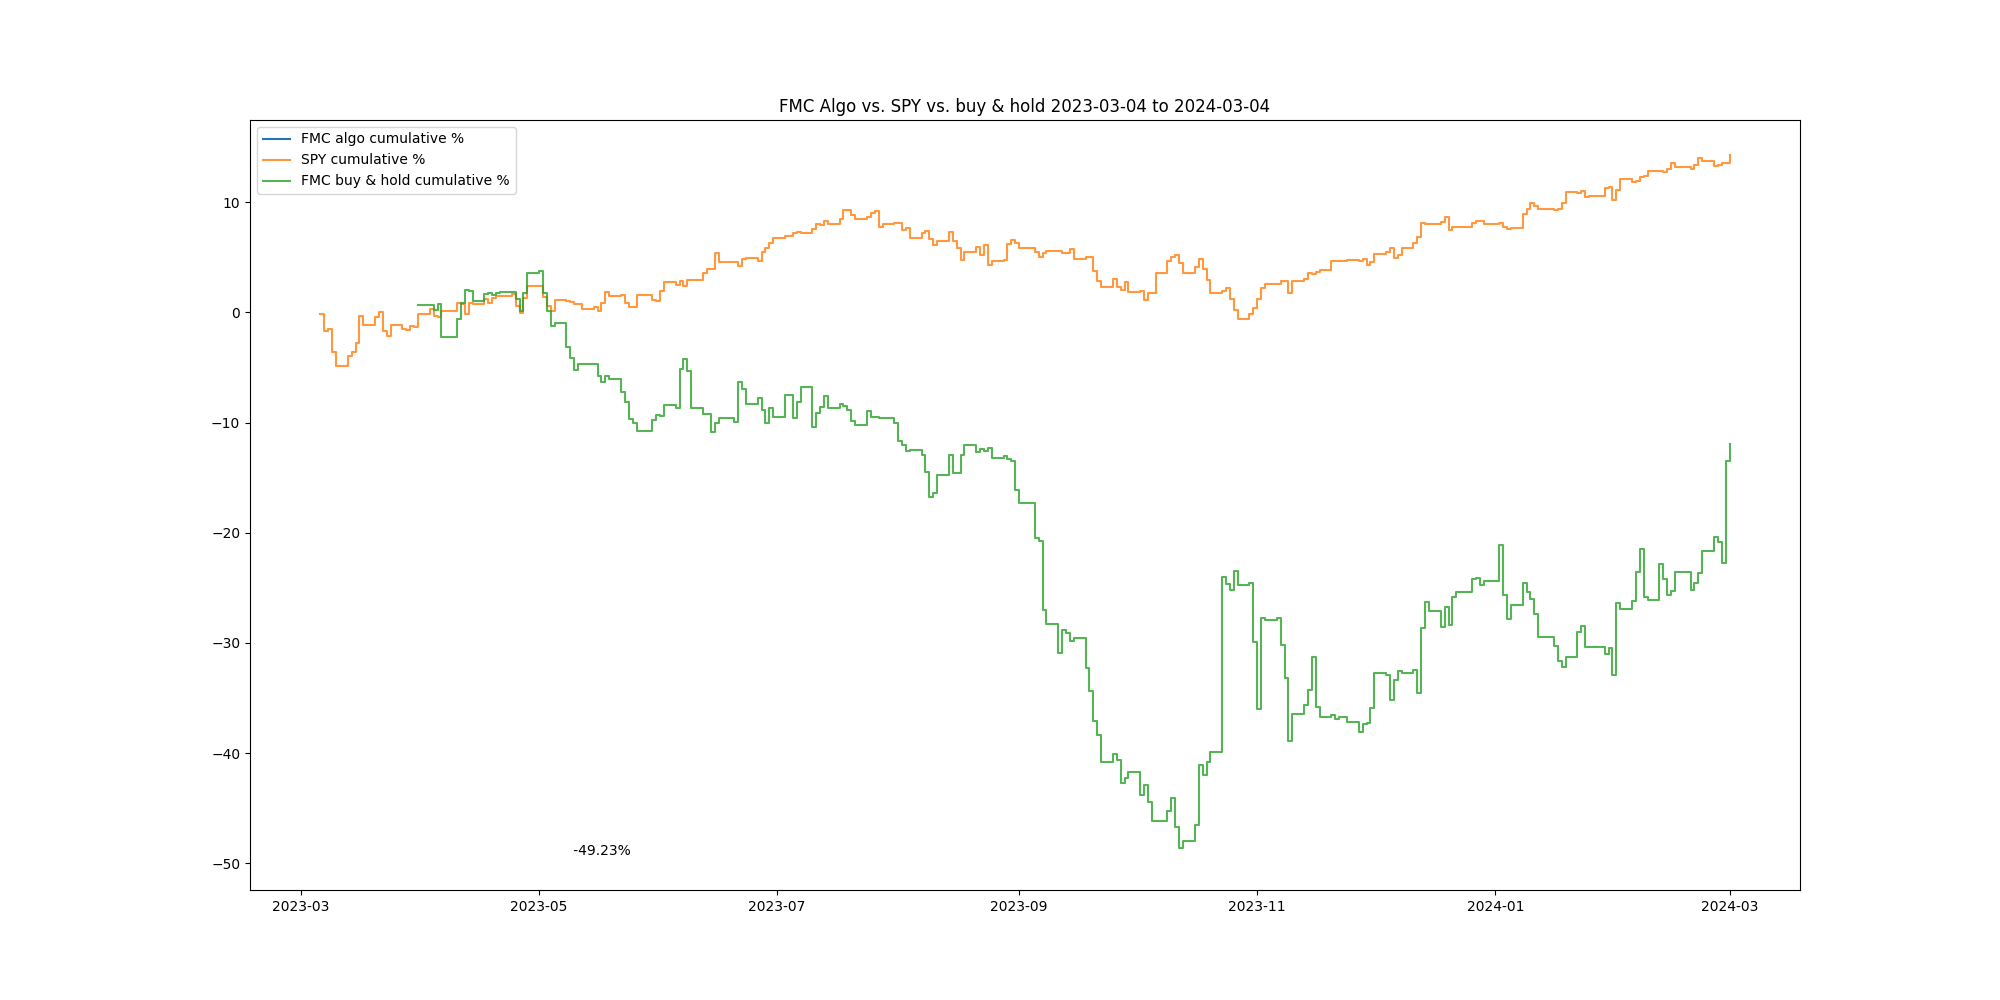 FMC Algo vs. SPY vs. buy & hold 2023-03-04 to 2024-03-04
FMC algo cumulative %
SPY cumulative %
FMC buy & hold cumulative %
10
0
−10
−20
−30
−40
−50
-49.23%
2023-03 2023-05 2023-07 2023-09 2023-11 2024-01 2024-03